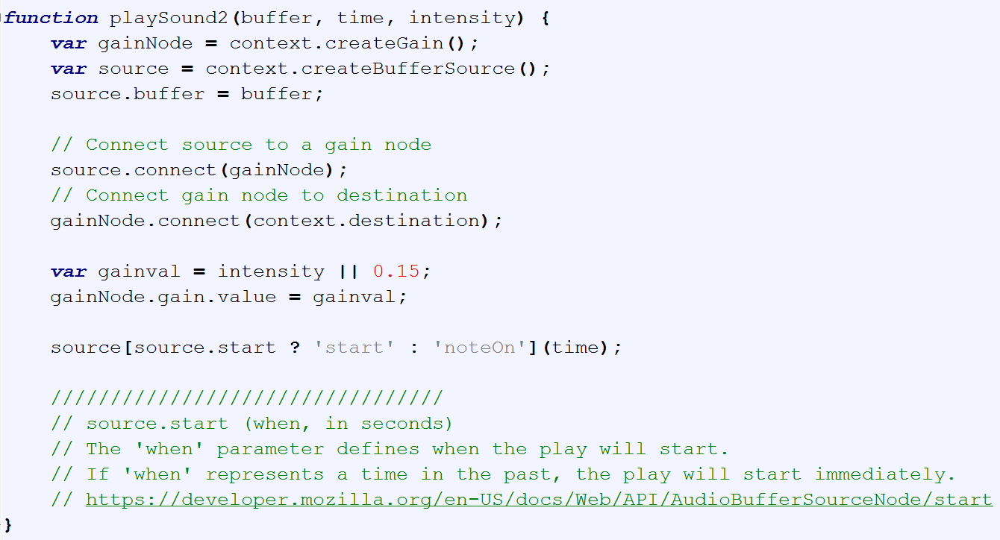 function playSound2(buffer, time, intensity) {
    var gainNode = context.createGain();
    var source = context.createBufferSource();
    source.buffer = buffer;

    // Connect source to a gain node
    source.connect(gainNode);
    // Connect gain node to destination
    gainNode.connect(context.destination);

    var gainval = intensity || 0.15;
    gainNode.gain.value = gainval;

    source[source.start ? 'start' : 'noteOn'](time);

    /////////////////////////////////
    // source.start (when, in seconds)
    // The 'when' parameter defines when the play will start.
    // If 'when' represents a time in the past, the play will start immediately.
    // https://developer.mozilla.org/en-US/docs/Web/API/AudioBufferSourceNode/start
}